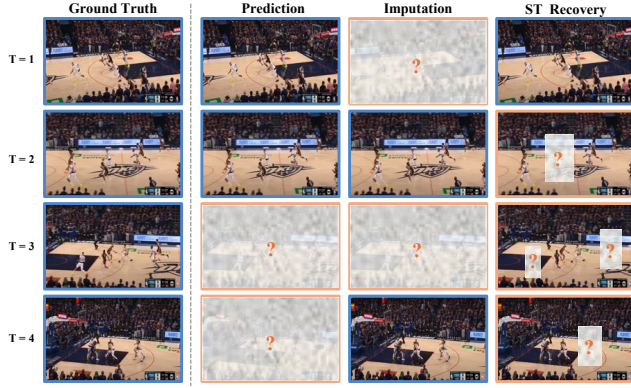 Ground Truth Prediction Imputation ST Recovery
T = 1 ?
T = 2 ?
T = 3 ? ? ? ?
T = 4 ? ?